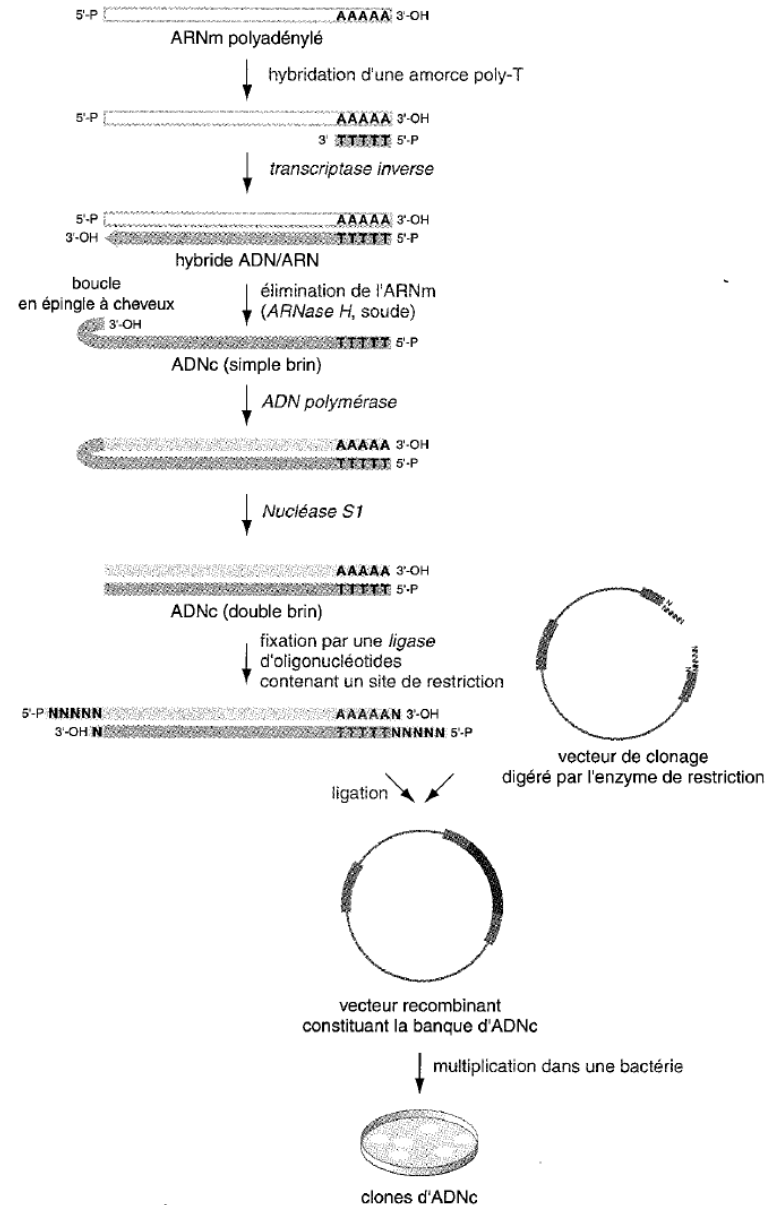 5'-P AAAAA 3'-OH
ARNm polyadénylé
hybridation d'une amorce poly-T
5'-P AAAAA 3'-OH
3' TTTTT 5'-P
transcriptase inverse
5'-P AAAAA 3'-OH
3'-OH TTTTT 5'-P
hybride ADN/ARN
boucle
en épingle à cheveux
élimination de l'ARNm
(ARNase H, soude)
3'-OH
TTTTT 5'-P
ADNc (simple brin)
ADN polymérase
AAAAA 3'-OH
TTTTT 5'-P
Nucléase S1
AAAAA 3'-OH
TTTTT 5'-P
ADNc (double brin)
fixation par une ligase
d'oligonucléotides
contenant un site de restriction
5'-P NNNNN AAAAAN 3'-OH
3'-OH N TTTTTNNNNN 5'-P
vecteur de clonage
digéré par l'enzyme de restriction
ligation
vecteur recombinant
constituant la banque d'ADNc
multiplication dans une bactérie
clones d'ADNc